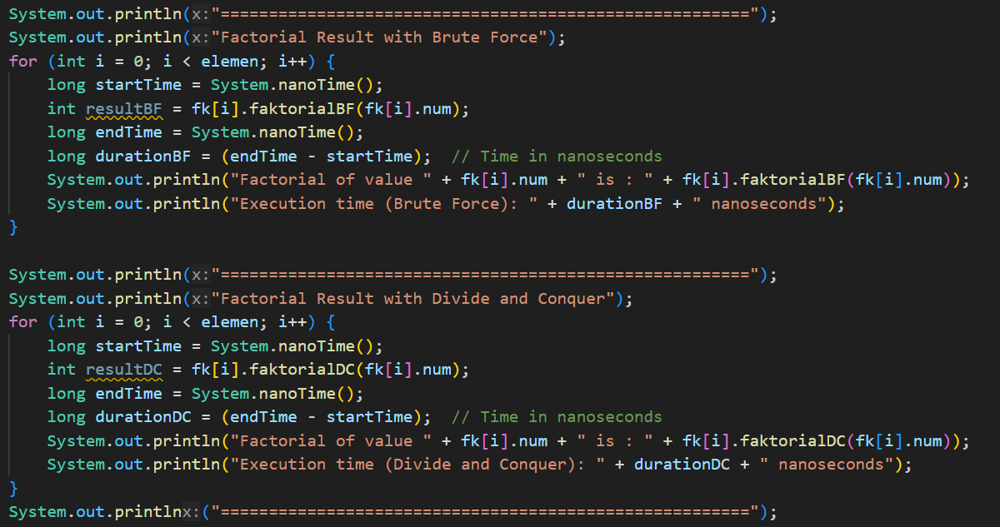 System.out.println(x:"=======================================================");
System.out.println(x:"Factorial Result with Brute Force");
for (int i = 0; i < elemen; i++) {
    long startTime = System.nanoTime();
    int resultBF = fk[i].faktorialBF(fk[i].num);
    long endTime = System.nanoTime();
    long durationBF = (endTime - startTime);  // Time in nanoseconds
    System.out.println("Factorial of value " + fk[i].num + " is : " + fk[i].faktorialBF(fk[i].num));
    System.out.println("Execution time (Brute Force): " + durationBF + " nanoseconds");
}
System.out.println(x:"=======================================================");
System.out.println(x:"Factorial Result with Divide and Conquer");
for (int i = 0; i < elemen; i++) {
    long startTime = System.nanoTime();
    int resultDC = fk[i].faktorialDC(fk[i].num);
    long endTime = System.nanoTime();
    long durationDC = (endTime - startTime);  // Time in nanoseconds
    System.out.println("Factorial of value " + fk[i].num + " is : " + fk[i].faktorialDC(fk[i].num));
    System.out.println("Execution time (Divide and Conquer): " + durationDC + " nanoseconds");
}
System.out.printlnx:("=======================================================");